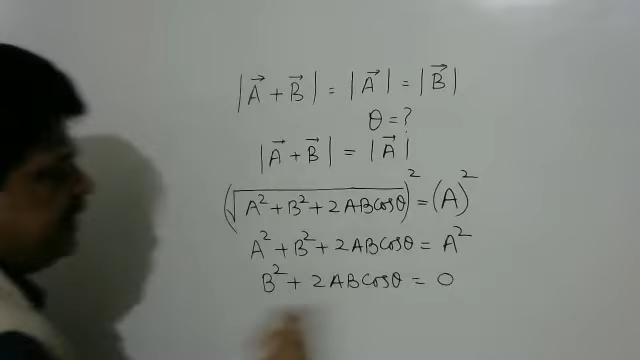 |A⃗ + B⃗| = |A⃗| = |B⃗|
θ = ?
|A⃗ + B⃗| = |A⃗|
(√(A² + B² + 2ABcosθ))² = (A)²
A² + B² + 2ABcosθ = A²
B² + 2ABcosθ = 0